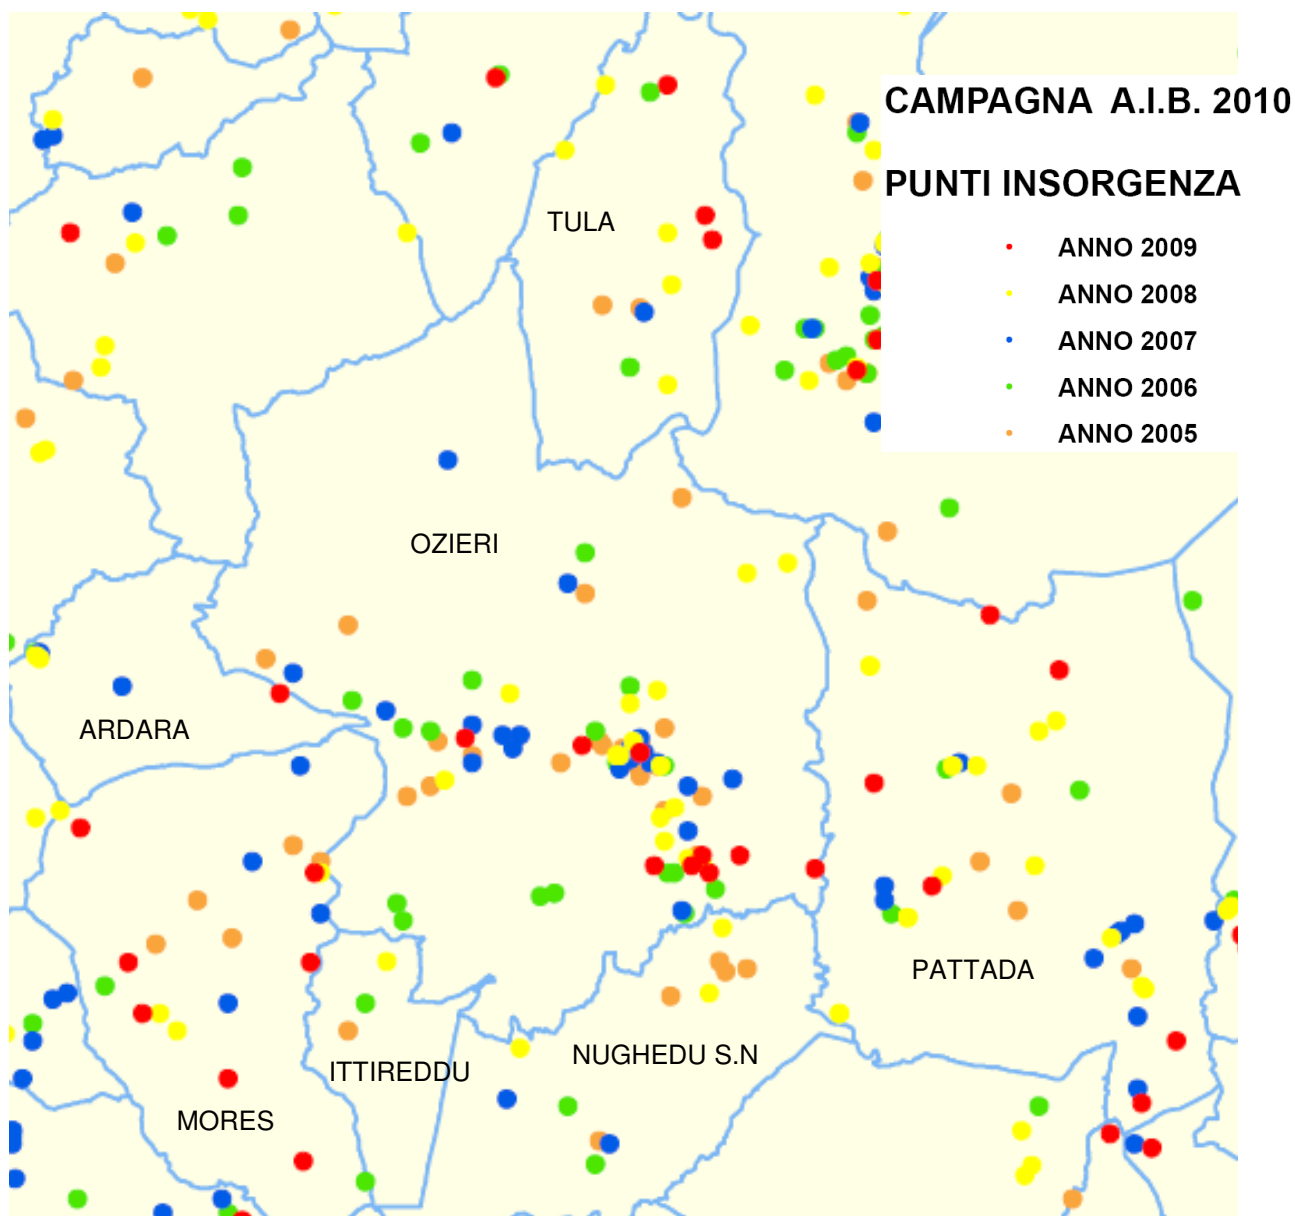 CAMPAGNA A.I.B. 2010
PUNTI INSORGENZA
ANNO 2009
ANNO 2008
ANNO 2007
ANNO 2006
ANNO 2005
TULA
OZIERI
ARDARA
PATTADA
NUGHEDU S.N
ITTIREDDU
MORES